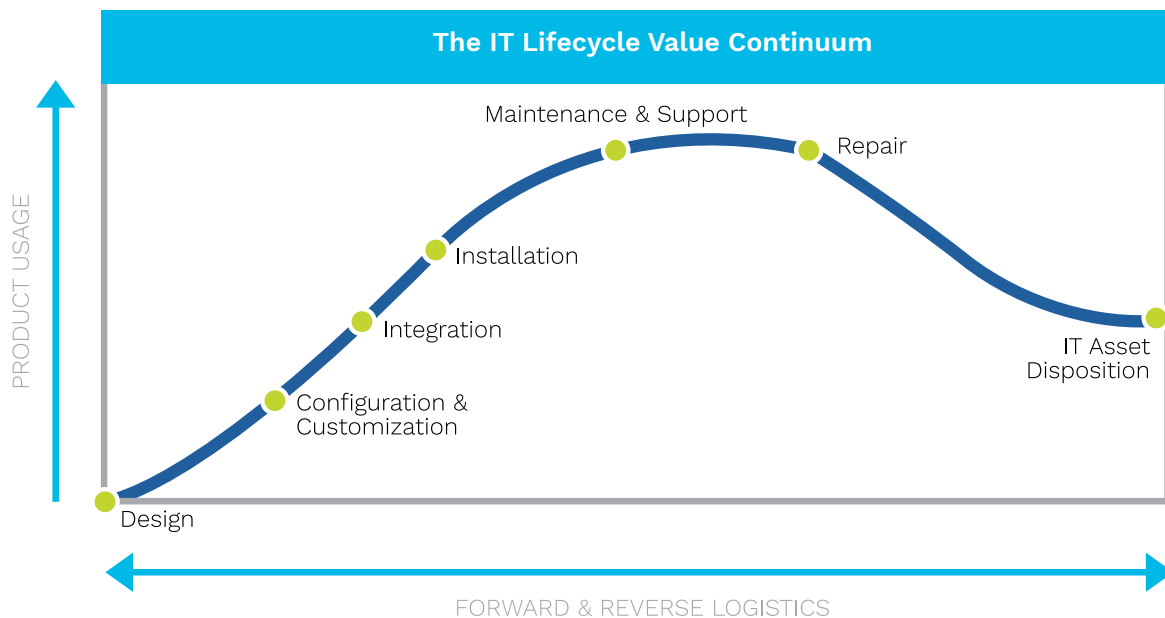 The IT Lifecycle Value Continuum
Maintenance & Support
Repair
Installation
Integration
IT Asset
Disposition
Configuration &
Customization
Design
PRODUCT USAGE
FORWARD & REVERSE LOGISTICS